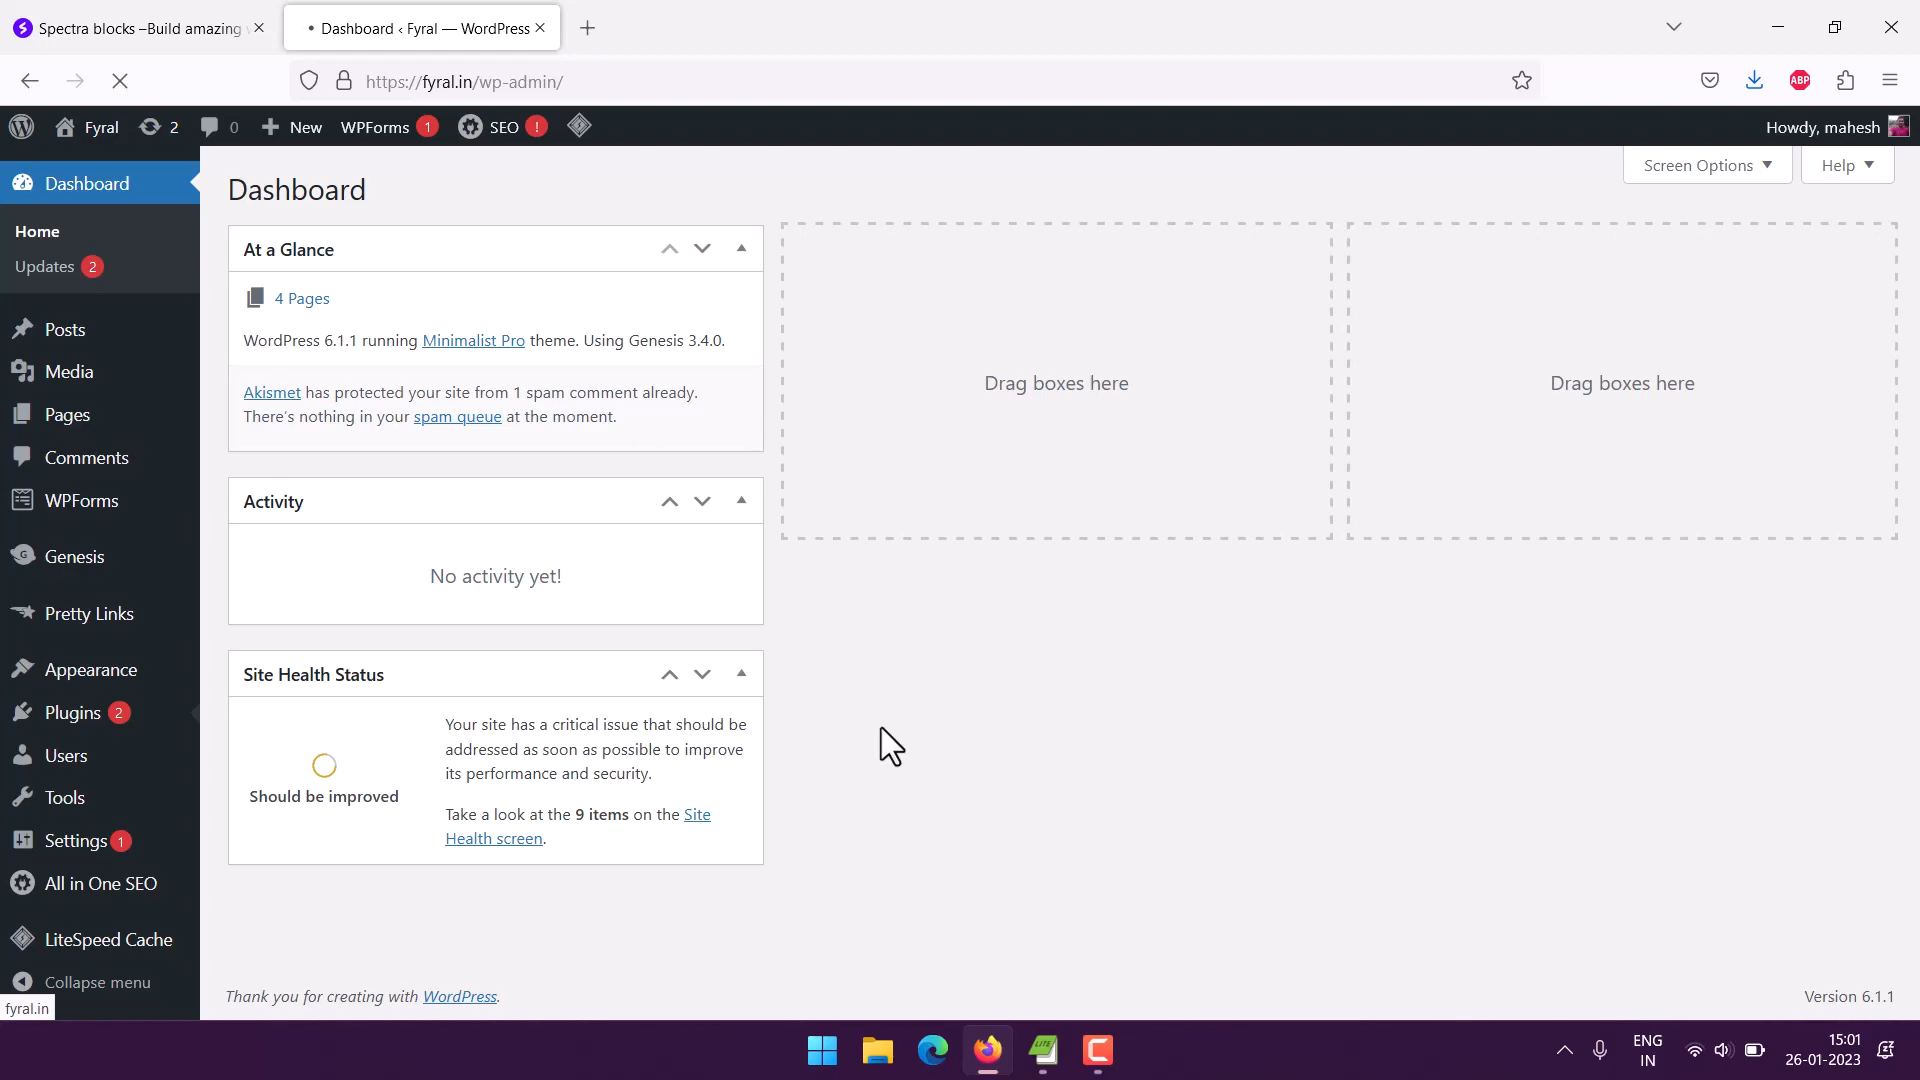 Spectra blocks –Build amazing
Dashboard ‹ Fyral — WordPress
https://fyral.in/wp-admin/
ABP
Fyral
2
0
New
WPForms 1
SEO !
Howdy, mahesh
Screen Options
Help
Dashboard
Home
Updates 2
Posts
Media
Pages
Comments
WPForms
Genesis
Pretty Links
Appearance
Plugins 2
Users
Tools
Settings 1
All in One SEO
LiteSpeed Cache
Collapse menu
fyral.in
Dashboard
At a Glance
4 Pages
WordPress 6.1.1 running Minimalist Pro theme. Using Genesis 3.4.0.
Akismet has protected your site from 1 spam comment already.
There's nothing in your spam queue at the moment.
Activity
No activity yet!
Site Health Status
Should be improved
Your site has a critical issue that should be
addressed as soon as possible to improve
its performance and security.
Take a look at the 9 items on the Site
Health screen.
Drag boxes here
Drag boxes here
Thank you for creating with WordPress.
Version 6.1.1
LITE
ENG
IN
15:01
26-01-2023